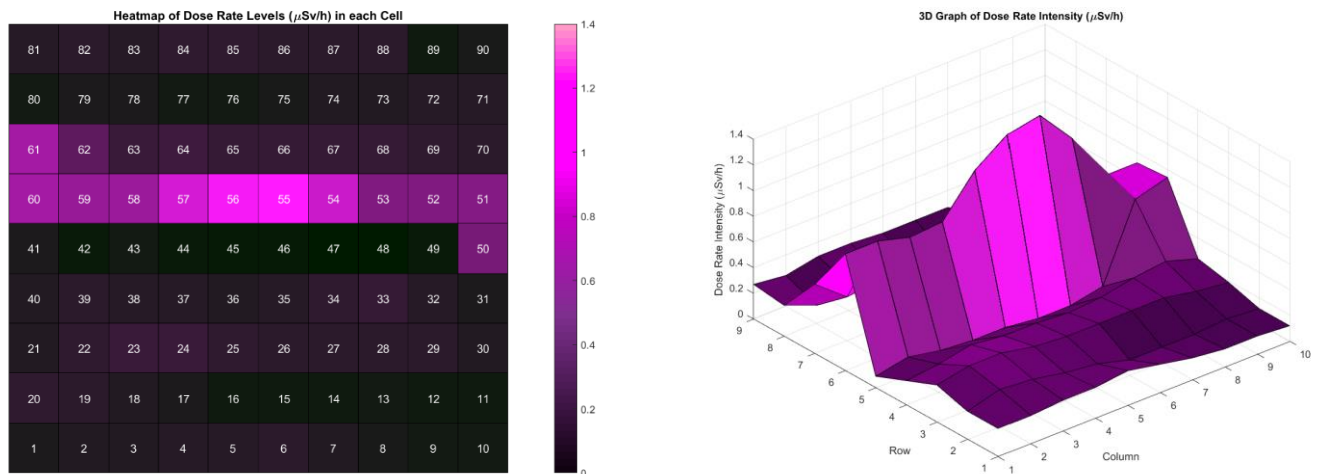 Heatmap of Dose Rate Levels (μSv/h) in each Cell
81 82 83 84 85 86 87 88 89 90
80 79 78 77 76 75 74 73 72 71
61 62 63 64 65 66 67 68 69 70
60 59 58 57 56 55 54 53 52 51
41 42 43 44 45 46 47 48 49 50
40 39 38 37 36 35 34 33 32 31
21 22 23 24 25 26 27 28 29 30
20 19 18 17 16 15 14 13 12 11
1 2 3 4 5 6 7 8 9 10
1.4
1.2
1
0.8
0.6
0.4
0.2
0
3D Graph of Dose Rate Intensity (μSv/h)
Dose Rate Intensity (μSv/h)
1.4
1.2
1
0.8
0.6
0.4
0.2
0
9
8
7
6
5
4
3
2
1
Row
1
2
3
4
5
6
7
8
9
10
Column